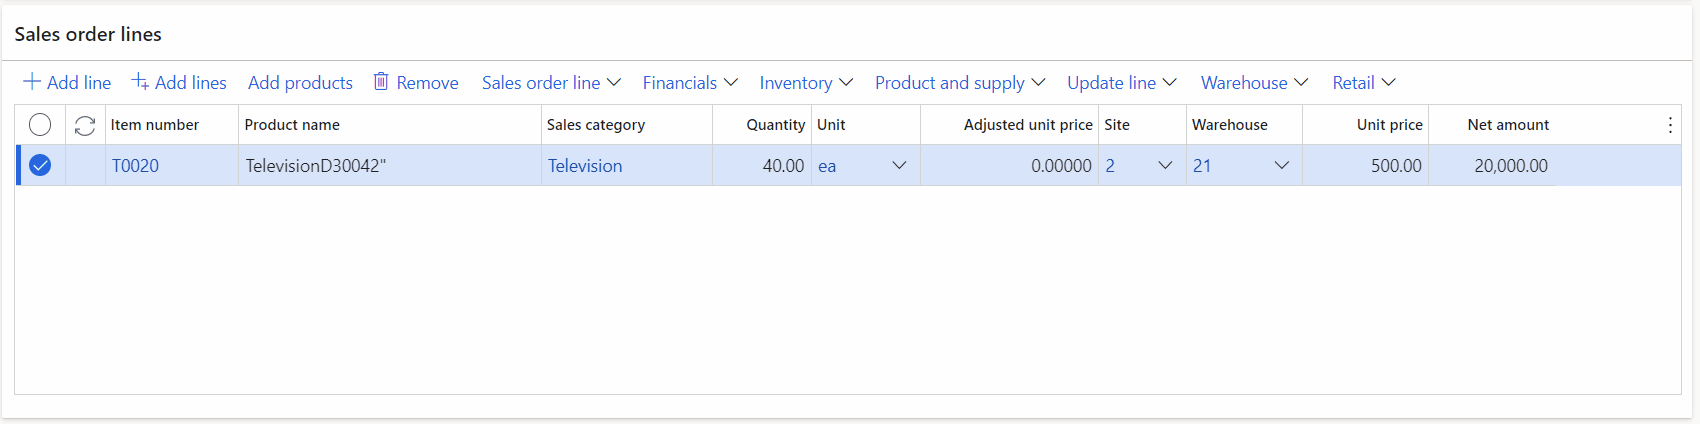 Sales order lines
Add line Add lines Add products Remove Sales order line Financials Inventory Product and supply Update line Warehouse Retail
Item number Product name Sales category Quantity Unit Adjusted unit price Site Warehouse Unit price Net amount
T0020 TelevisionD30042" Television 40.00 ea 0.00000 2 21 500.00 20,000.00